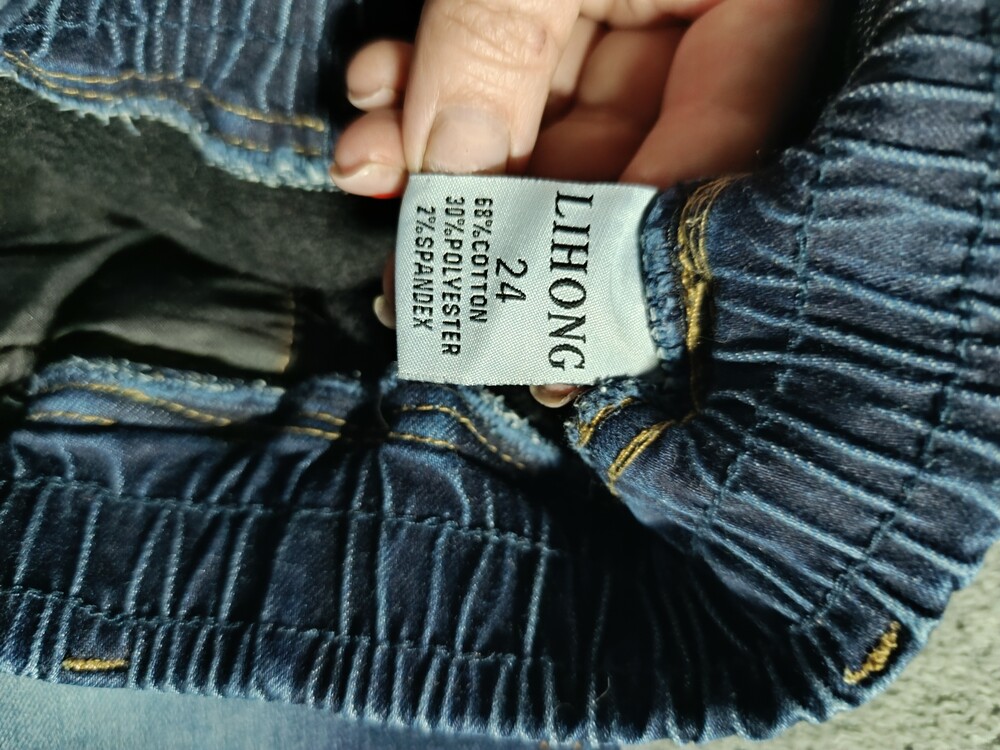 LIHONG
24
68%COTTON
30%POLYESTER
2%SPANDEX